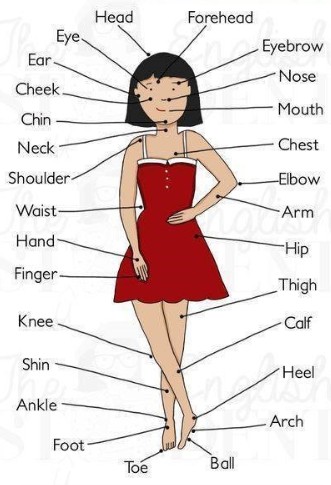 Head
Forehead
Eye
Eyebrow
Ear
Nose
Cheek
Mouth
Chin
Chest
Neck
Shoulder
Elbow
Waist
Arm
Hand
Hip
Finger
Thigh
Knee
Calf
Shin
Heel
Ankle
Arch
Foot
Toe
Ball